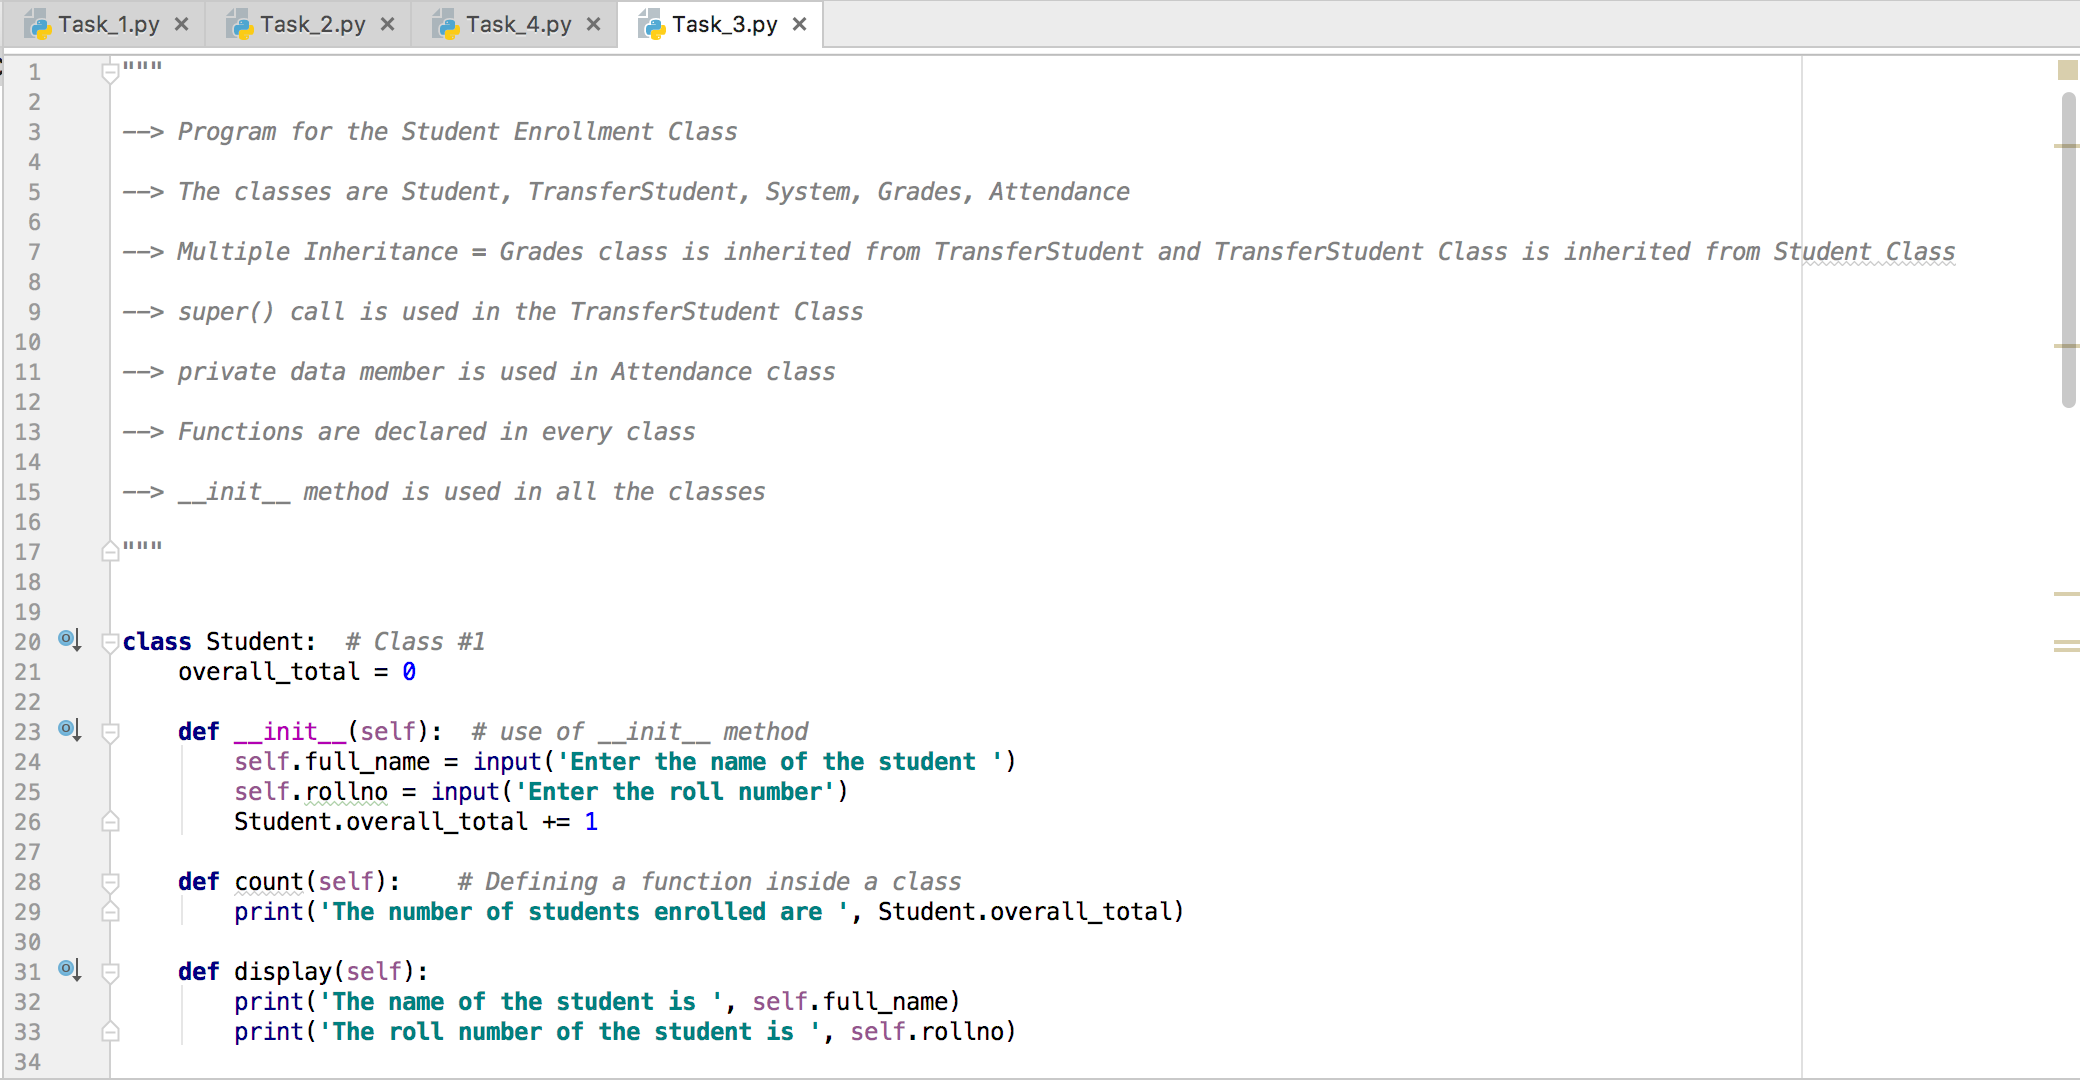 Task_1.py × Task_2.py × Task_4.py × Task_3.py ×
1 """
2
3 --> Program for the Student Enrollment Class
4
5 --> The classes are Student, TransferStudent, System, Grades, Attendance
6
7 --> Multiple Inheritance = Grades class is inherited from TransferStudent and TransferStudent Class is inherited from Student Class
8
9 --> super() call is used in the TransferStudent Class
10
11 --> private data member is used in Attendance class
12
13 --> Functions are declared in every class
14
15 --> __init__ method is used in all the classes
16
17 """
18
19
20 class Student:  # Class #1
21     overall_total = 0
22
23     def __init__(self):  # use of __init__ method
24         self.full_name = input('Enter the name of the student ')
25         self.rollno = input('Enter the roll number')
26         Student.overall_total += 1
27
28     def count(self):    # Defining a function inside a class
29         print('The number of students enrolled are ', Student.overall_total)
30
31     def display(self):
32         print('The name of the student is ', self.full_name)
33         print('The roll number of the student is ', self.rollno)
34